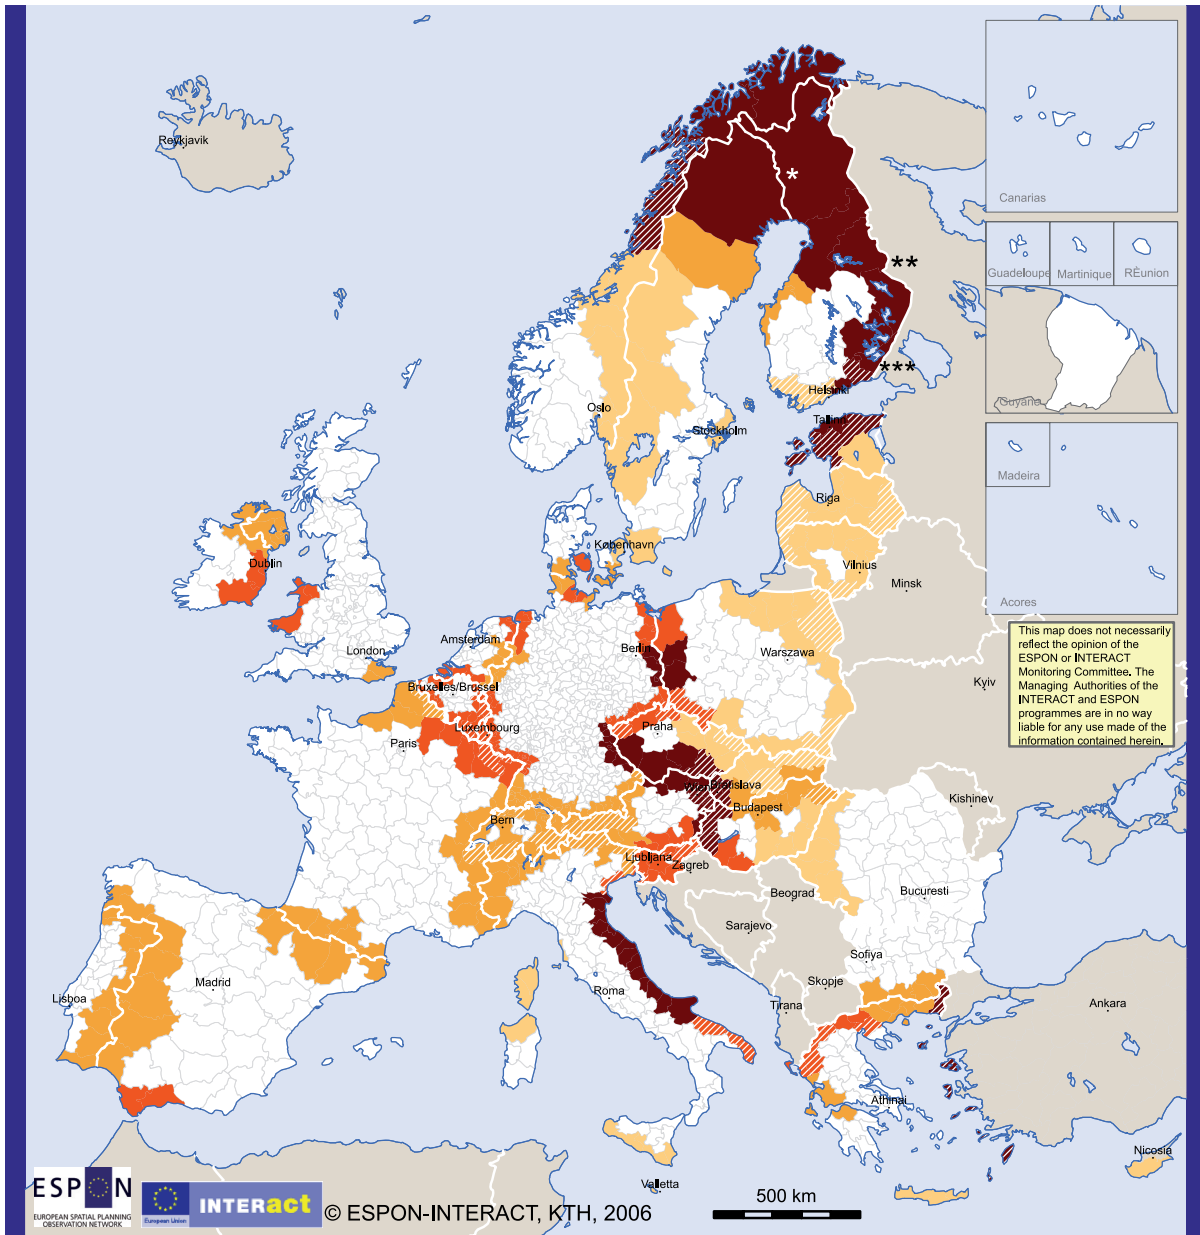 Reykjavik
Canarias
Guadeloupe
Martinique
RÈunion
Guyane
Madeira
Acores
*
**
***
Oslo
Helsinki
Stockholm
Tallinn
Riga
København
Vilnius
Minsk
Dublin
London
Amsterdam
Berlin
Warszawa
Kyiv
Bruxelles/Brussel
Luxembourg
Paris
Praha
Bratislava
Budapest
Kishinev
Bern
Ljubljana
Zagreb
Beograd
Bucuresti
Sarajevo
Sofiya
Skopje
Tirana
Madrid
Lisboa
Roma
Ankara
Athinai
Nicosia
Valletta
This map does not necessarily
reflect the opinion of the
ESPON or INTERACT
Monitoring Committee. The
Managing Authorities of the
INTERACT and ESPON
programmes are in no way
liable for any use made of the
information contained herein.
ESPON
EUROPEAN SPATIAL PLANNING
OBSERVATION NETWORK
European Union
INTERact
© ESPON-INTERACT, KTH, 2006
500 km